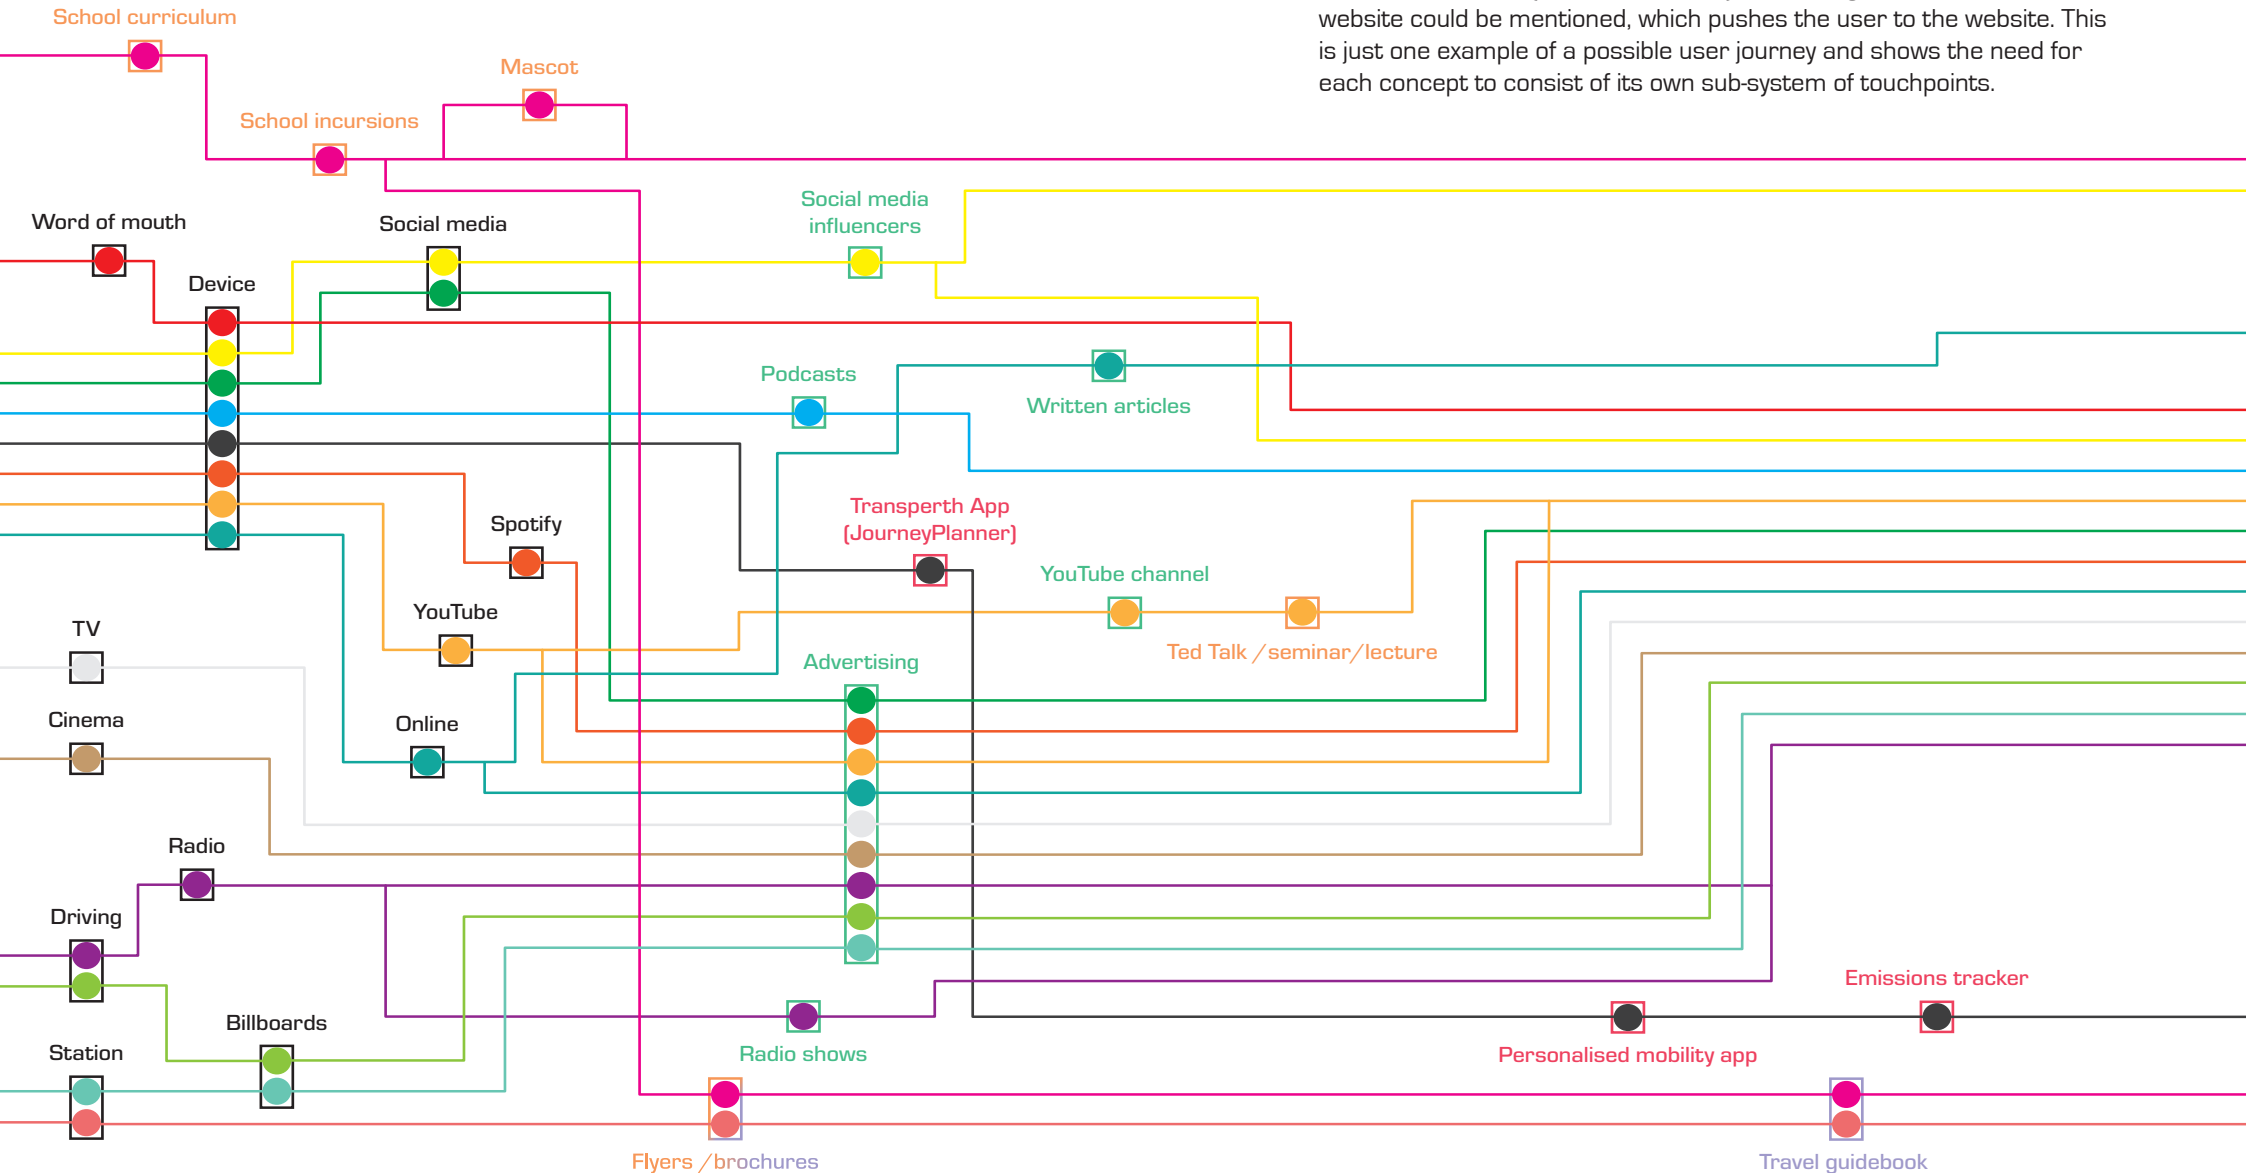 website could be mentioned, which pushes the user to the website. This
is just one example of a possible user journey and shows the need for
each concept to consist of its own sub-system of touchpoints.
School curriculum
Mascot
School incursions
Social media
influencers
Word of mouth
Social media
Device
Podcasts
Written articles
Transperth App
(JourneyPlanner)
Spotify
YouTube channel
YouTube
TV
Ted Talk /seminar/lecture
Advertising
Cinema
Online
Radio
Driving
Emissions tracker
Billboards
Station
Radio shows
Personalised mobility app
Flyers /brochures
Travel guidebook